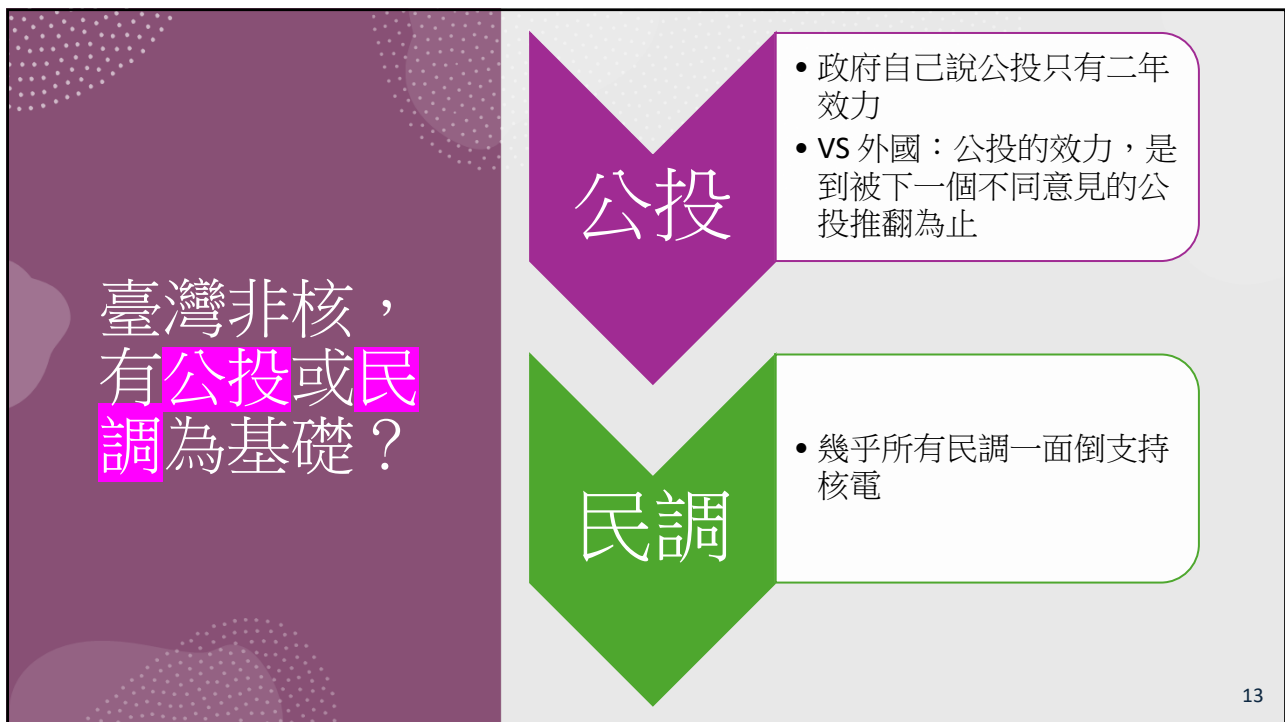 臺灣非核，
有公投或民
調為基礎？
公投
• 政府自己說公投只有二年
效力
• VS 外國：公投的效力，是
到被下一個不同意見的公
投推翻為止
民調
• 幾乎所有民調一面倒支持
核電
13